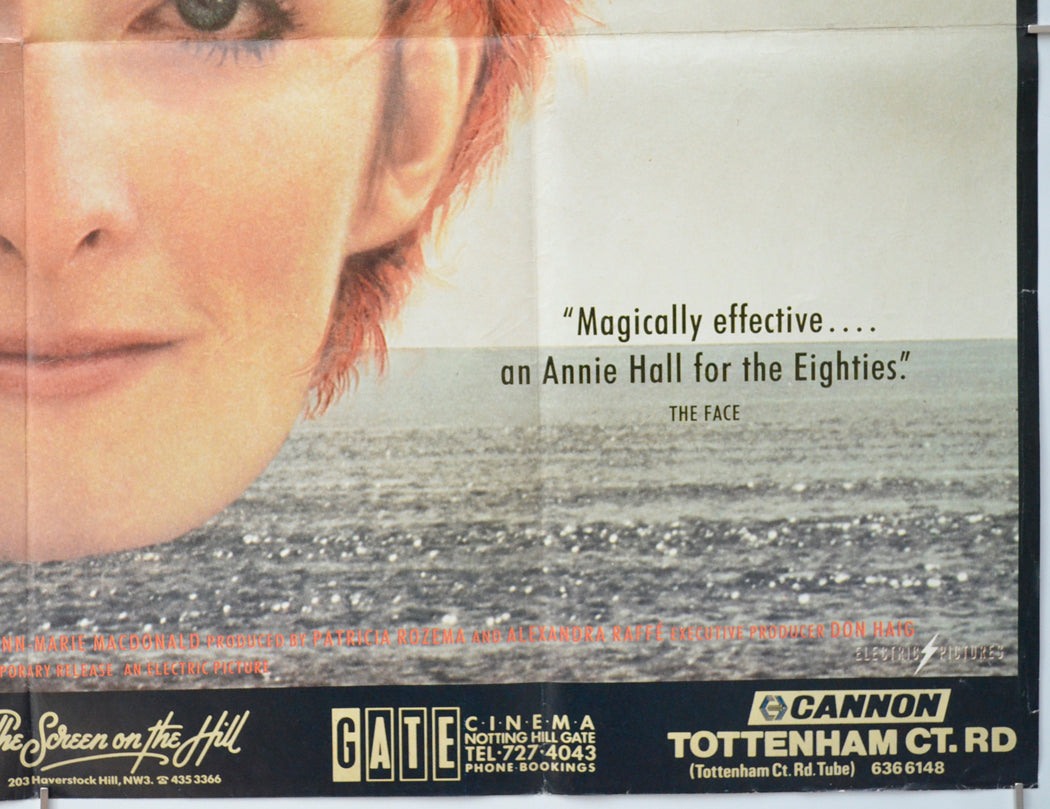 “Magically effective....
an Annie Hall for the Eighties.”
THE FACE
NN-MARIE MACDONALD PRODUCED BY PATRICIA ROZEMA AND ALEXANDRA RAFFÉ EXECUTIVE PRODUCER DON HAIG
PORARY RELEASE AN ELECTRIC PICTURE
ELECTRIC PICTURES
The Screen on the Hill
203 Haverstock Hill, NW3. ☎ 435 3366
GATE
C·I·N·E·M·A
NOTTING HILL GATE
TEL·727·4043
PHONE·BOOKINGS
CANNON
TOTTENHAM CT. RD
(Tottenham Ct. Rd. Tube) 636 6148